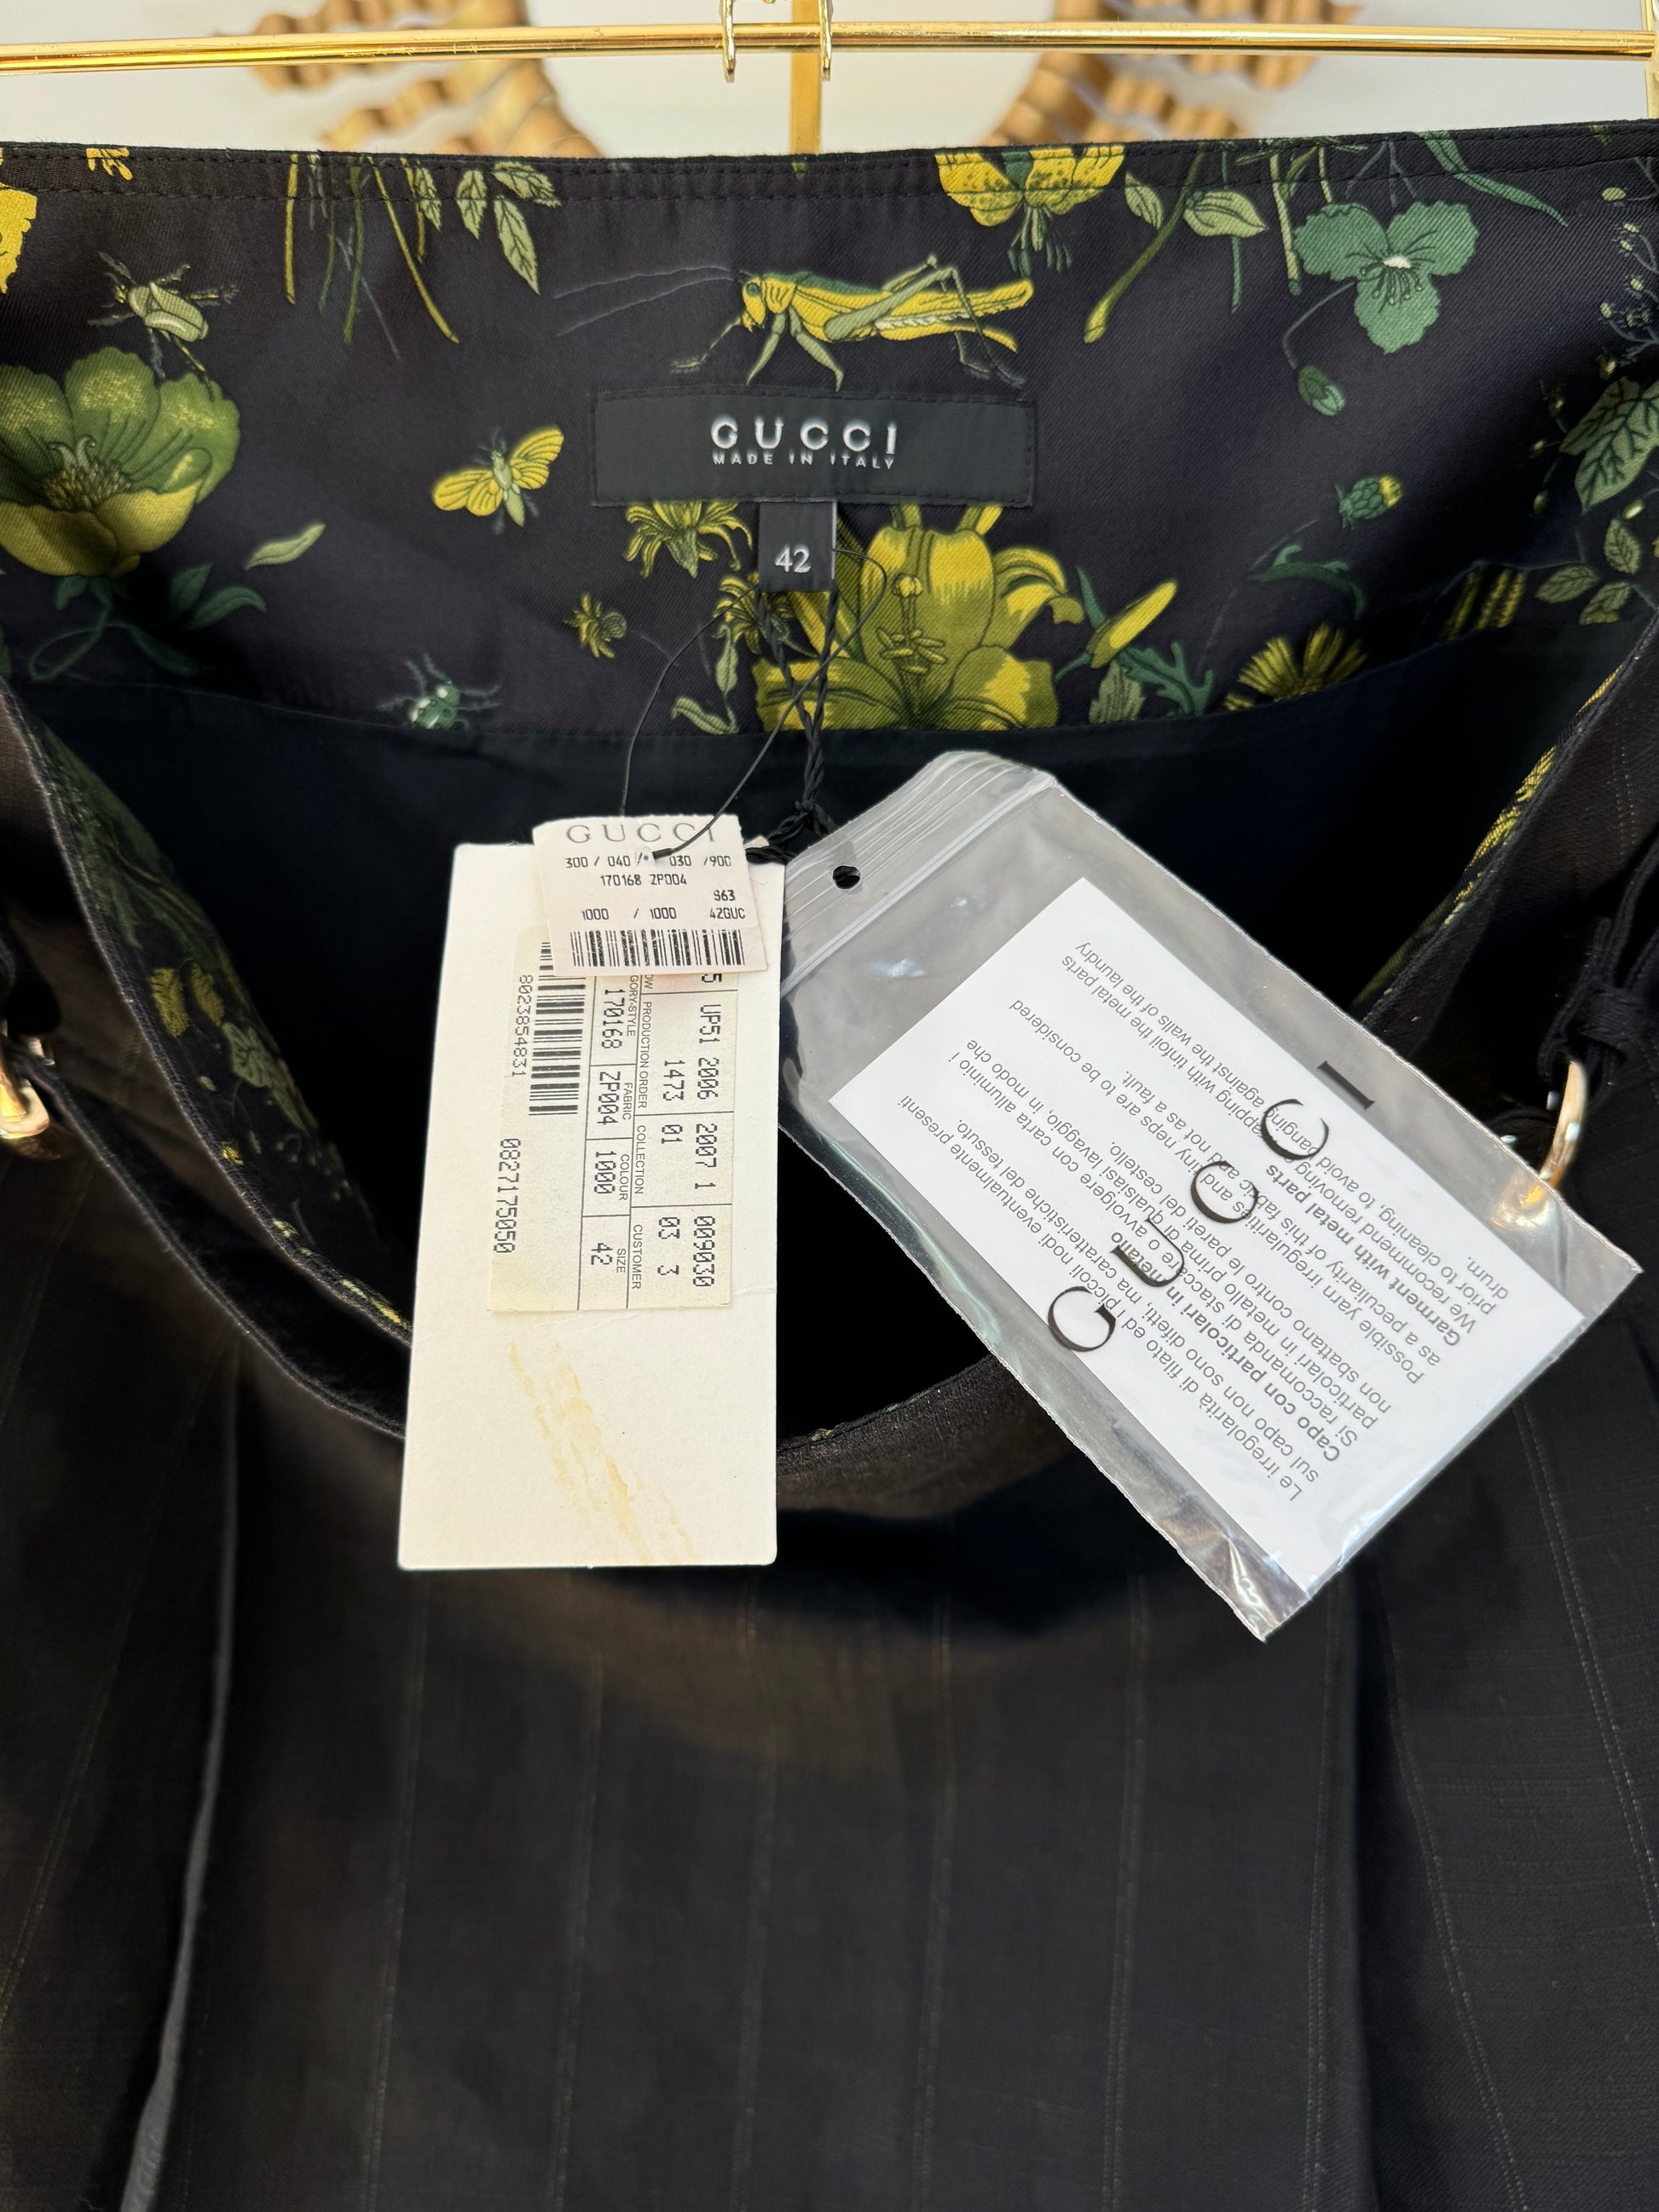 GUCCI
MADE IN ITALY
42
GUCCI
300 / 040 / 030 /900
170168 ZP004
S63
1000 / 1000 42GUC
5 VP51 2006 2007 1 009030
PRODUCTION ORDER COLLECTION CUSTOMER
1473 01 03 3
GORY-STYLE FABRIC COLOUR SIZE
170168 ZP004 1000 42
8023854831
0827175050
GUCCI
Le irregolarità di filato ed i piccoli nodi eventualmente presenti
sul capo non sono difetti, ma caratteristiche del tessuto.
Capo con particolari in metallo
Si raccomanda di staccare o avvolgere con carta alluminio i
particolari in metallo prima di qualsiasi lavaggio, in modo che
non sbattano contro le pareti del cestello.
Possible yarn irregularities and tiny neps are to be considered
as a peculiarity of this fabric and not as a fault.
Garment with metal parts
We recommend removing wrapping with tinfoil the metal parts
prior to cleaning, to avoid banging against the walls of the laundry
drum.